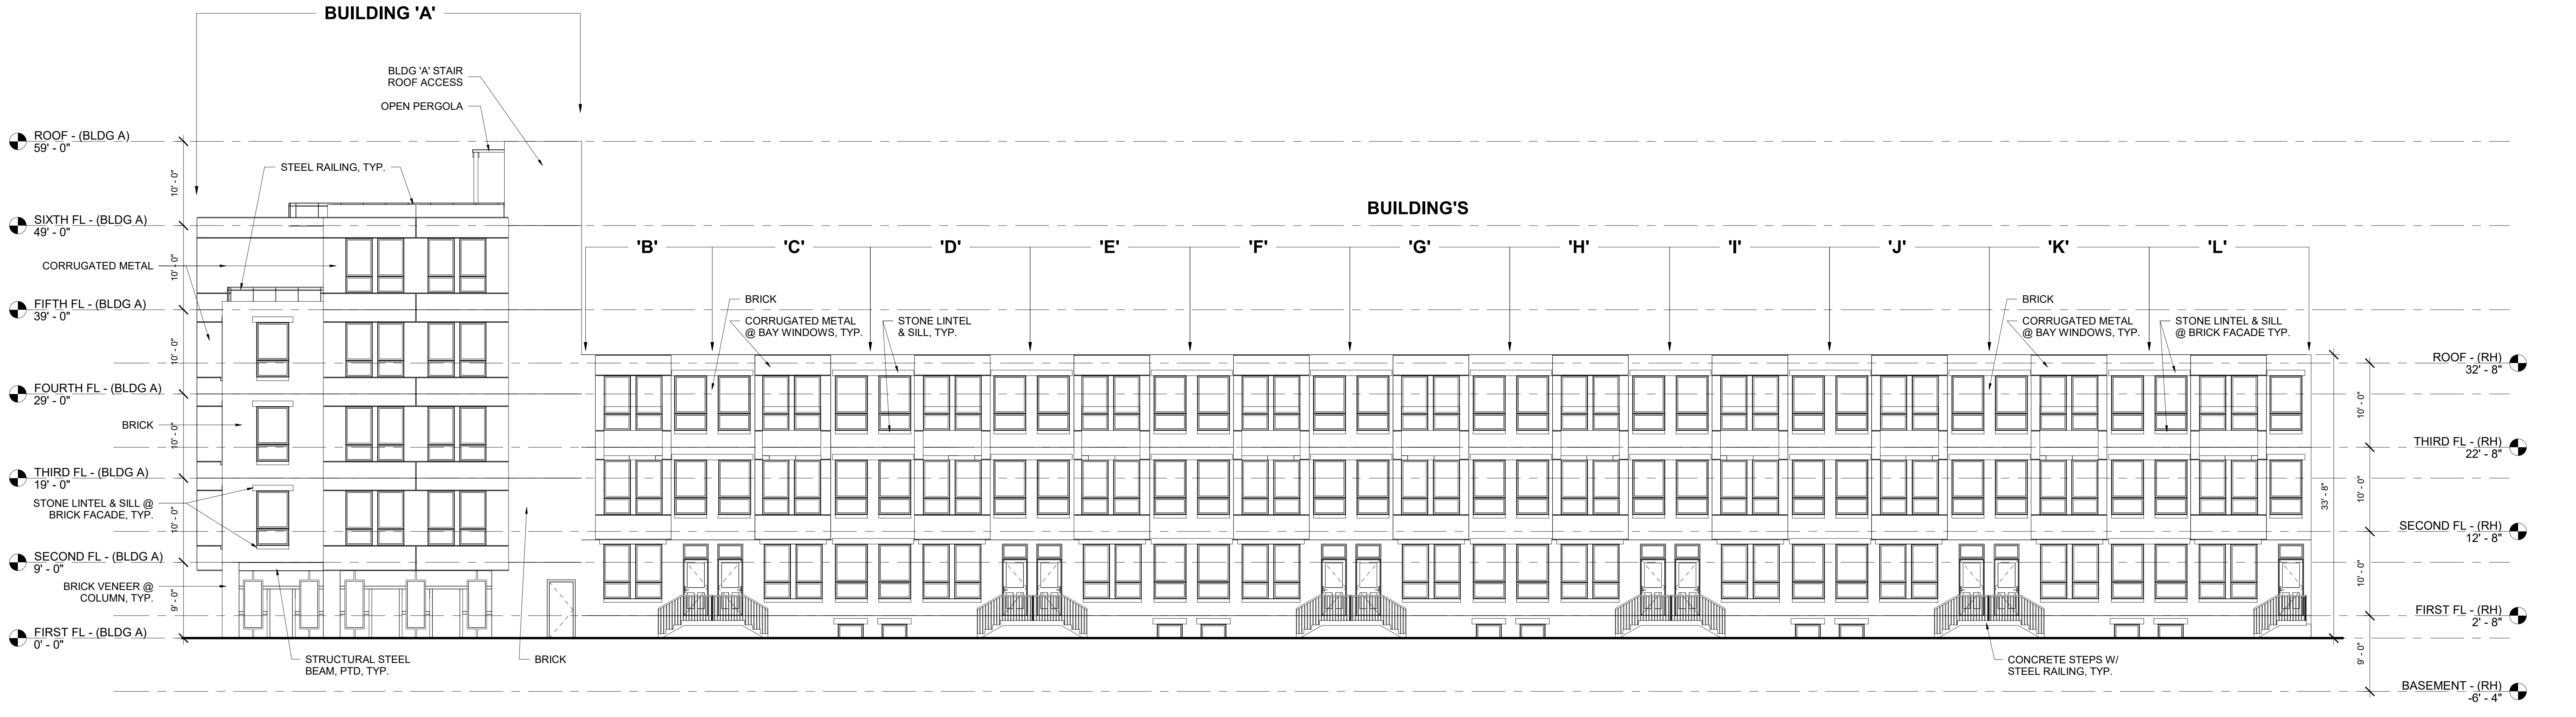 BUILDING 'A'
BLDG 'A' STAIR
ROOF ACCESS
OPEN PERGOLA
ROOF - (BLDG A)
59' - 0"
10' - 0"
STEEL RAILING, TYP.
SIXTH FL - (BLDG A)
49' - 0"
10' - 0"
CORRUGATED METAL
FIFTH FL - (BLDG A)
39' - 0"
10' - 0"
FOURTH FL - (BLDG A)
29' - 0"
10' - 0"
BRICK
THIRD FL - (BLDG A)
19' - 0"
10' - 0"
STONE LINTEL & SILL @
BRICK FACADE, TYP.
SECOND FL - (BLDG A)
9' - 0"
9' - 0"
BRICK VENEER @
COLUMN, TYP.
FIRST FL - (BLDG A)
0' - 0"
STRUCTURAL STEEL
BEAM, PTD, TYP.
BRICK
BUILDING'S
'B'
'C'
'D'
'E'
'F'
'G'
'H'
'I'
'J'
'K'
'L'
BRICK
CORRUGATED METAL
@ BAY WINDOWS, TYP.
STONE LINTEL
& SILL, TYP.
BRICK
CORRUGATED METAL
@ BAY WINDOWS, TYP.
STONE LINTEL & SILL
@ BRICK FACADE TYP.
CONCRETE STEPS W/
STEEL RAILING, TYP.
33' - 8"
ROOF - (RH)
32' - 8"
10' - 0"
THIRD FL - (RH)
22' - 8"
10' - 0"
SECOND FL - (RH)
12' - 8"
10' - 0"
FIRST FL - (RH)
2' - 8"
9' - 0"
BASEMENT - (RH)
-6' - 4"